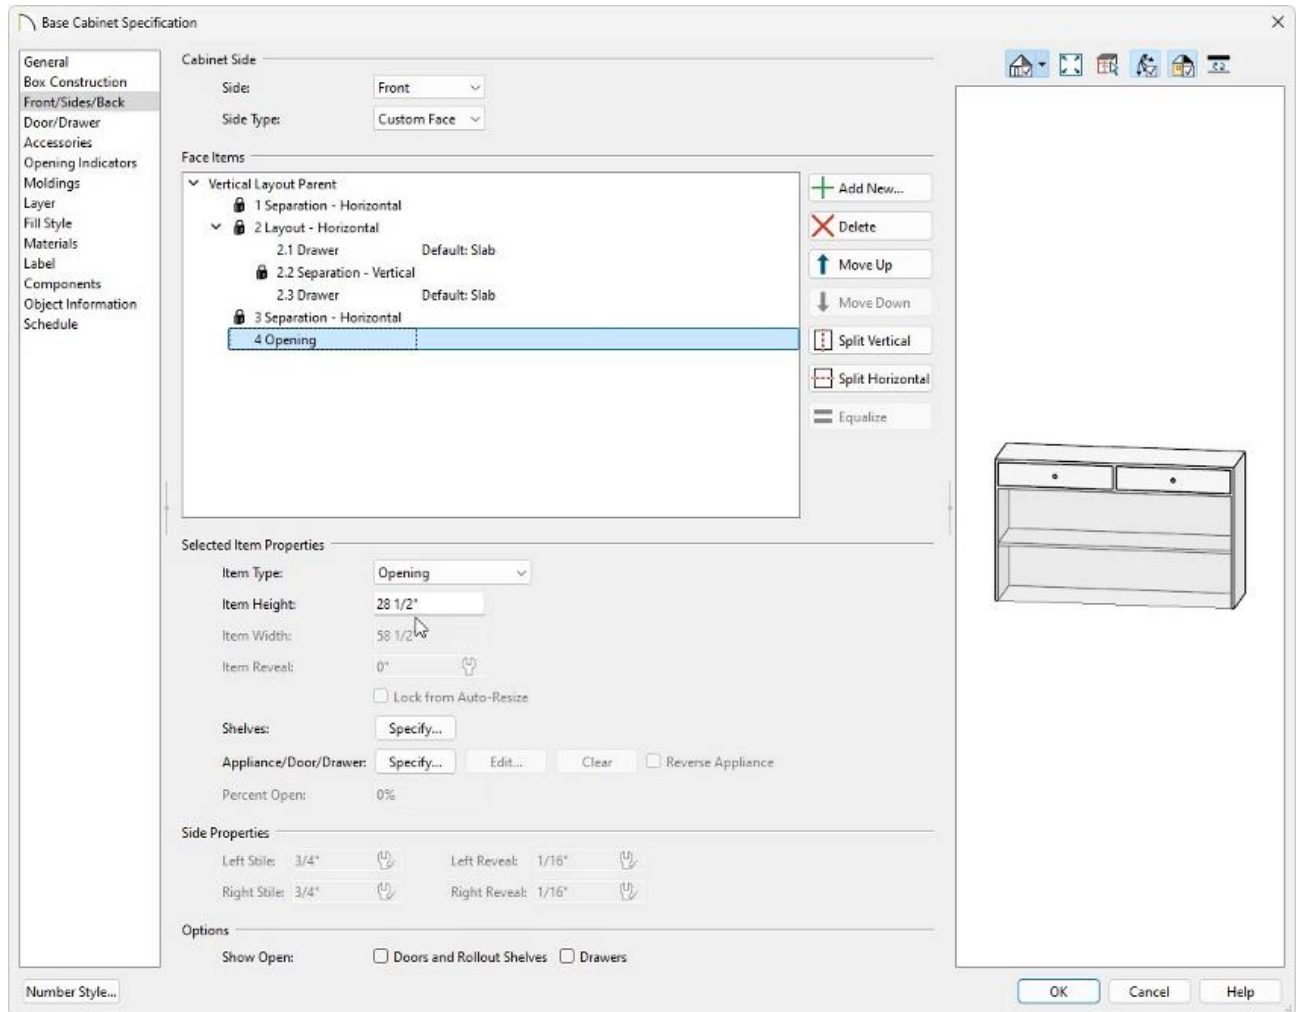 Base Cabinet Specification
General
Box Construction
Front/Sides/Back
Door/Drawer
Accessories
Opening Indicators
Moldings
Layer
Fill Style
Materials
Label
Components
Object Information
Schedule
Cabinet Side
Side: Front
Side Type: Custom Face
Face Items
Vertical Layout Parent
1 Separation - Horizontal
2 Layout - Horizontal
2.1 Drawer Default: Slab
2.2 Separation - Vertical
2.3 Drawer Default: Slab
3 Separation - Horizontal
4 Opening
Add New...
Delete
Move Up
Move Down
Split Vertical
Split Horizontal
Equalize
Selected Item Properties
Item Type: Opening
Item Height: 28 1/2"
Item Width: 58 1/2"
Item Reveal: 0"
Lock from Auto-Resize
Shelves: Specify...
Appliance/Door/Drawer: Specify... Edit... Clear Reverse Appliance
Percent Open: 0%
Side Properties
Left Stile: 3/4" Left Reveal: 1/16"
Right Stile: 3/4" Right Reveal: 1/16"
Options
Show Open: Doors and Rollout Shelves Drawers
Number Style... OK Cancel Help